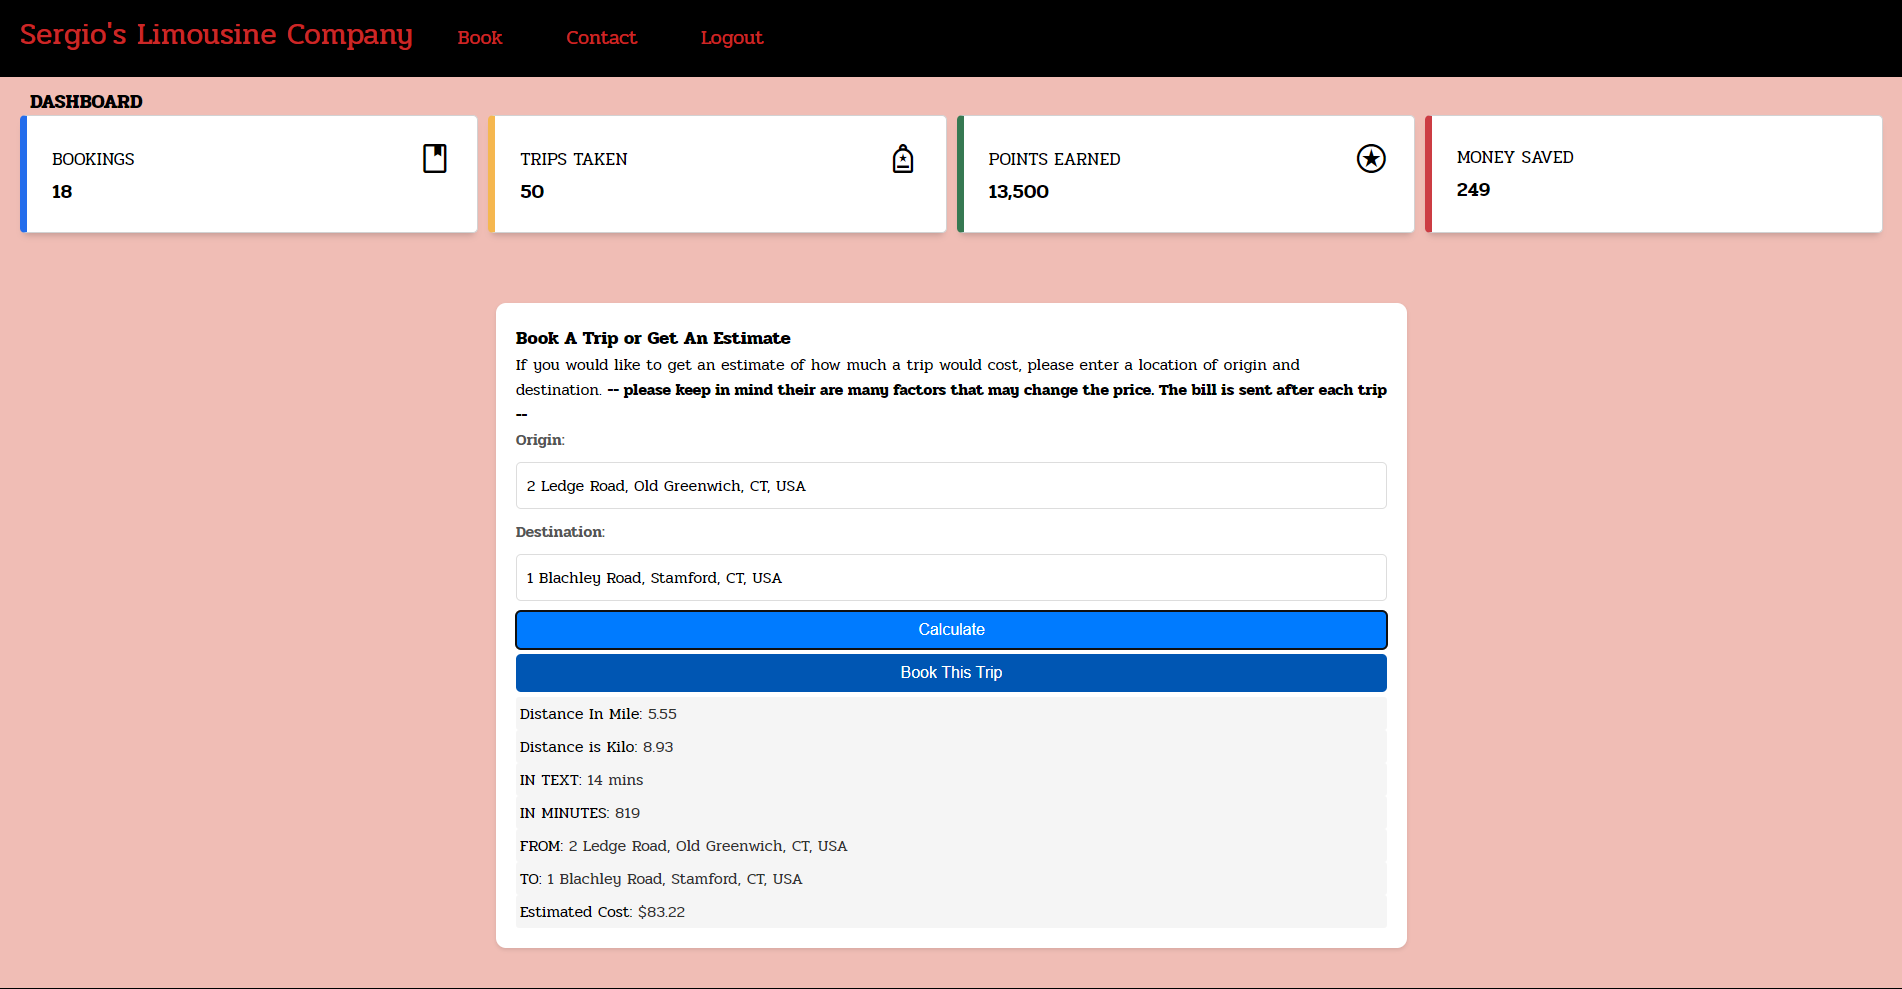 Sergio's Limousine Company Book Contact Logout
DASHBOARD
BOOKINGS
18
TRIPS TAKEN
50
POINTS EARNED
13,500
MONEY SAVED
249
Book A Trip or Get An Estimate
If you would like to get an estimate of how much a trip would cost, please enter a location of origin and
destination. -- please keep in mind their are many factors that may change the price. The bill is sent after each trip
--
Origin:
2 Ledge Road, Old Greenwich, CT, USA
Destination:
1 Blachley Road, Stamford, CT, USA
Calculate
Book This Trip
Distance In Mile: 5.55
Distance is Kilo: 8.93
IN TEXT: 14 mins
IN MINUTES: 819
FROM: 2 Ledge Road, Old Greenwich, CT, USA
TO: 1 Blachley Road, Stamford, CT, USA
Estimated Cost: $83.22